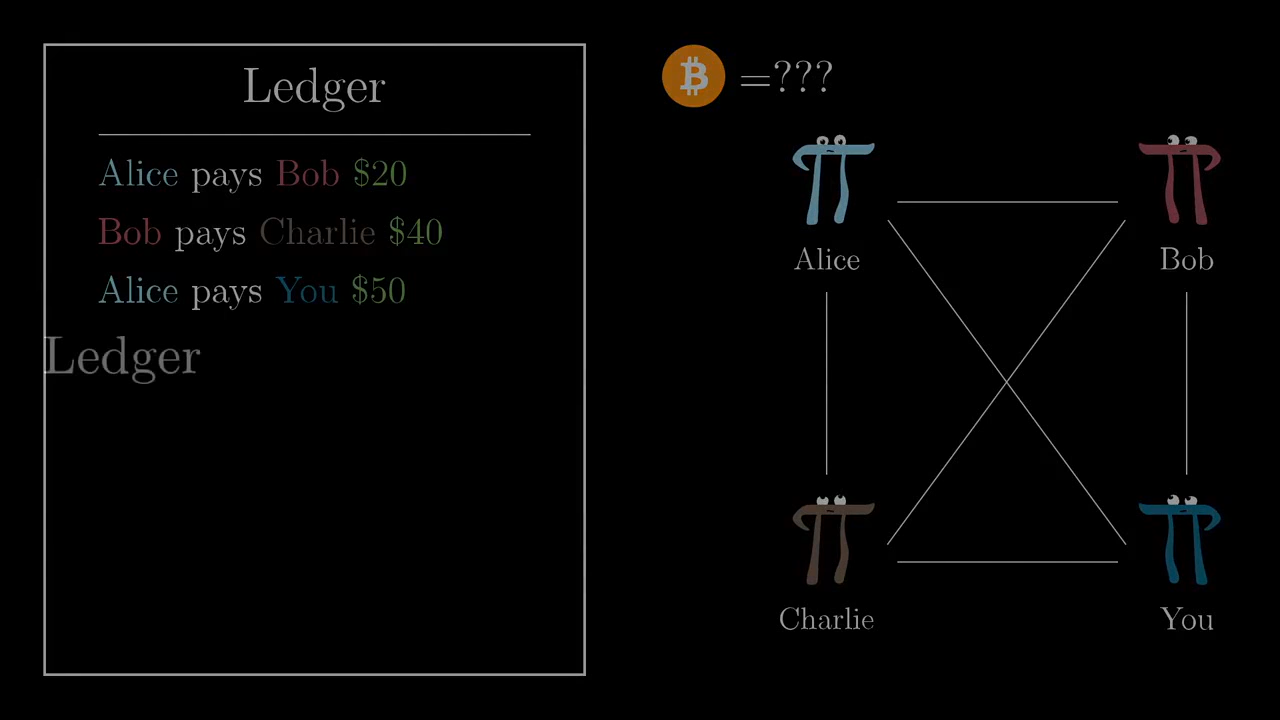 Ledger
Alice pays Bob $20
Bob pays Charlie $40
Alice pays You $50
Ledger
₿ =???
Alice
Bob
Charlie
You